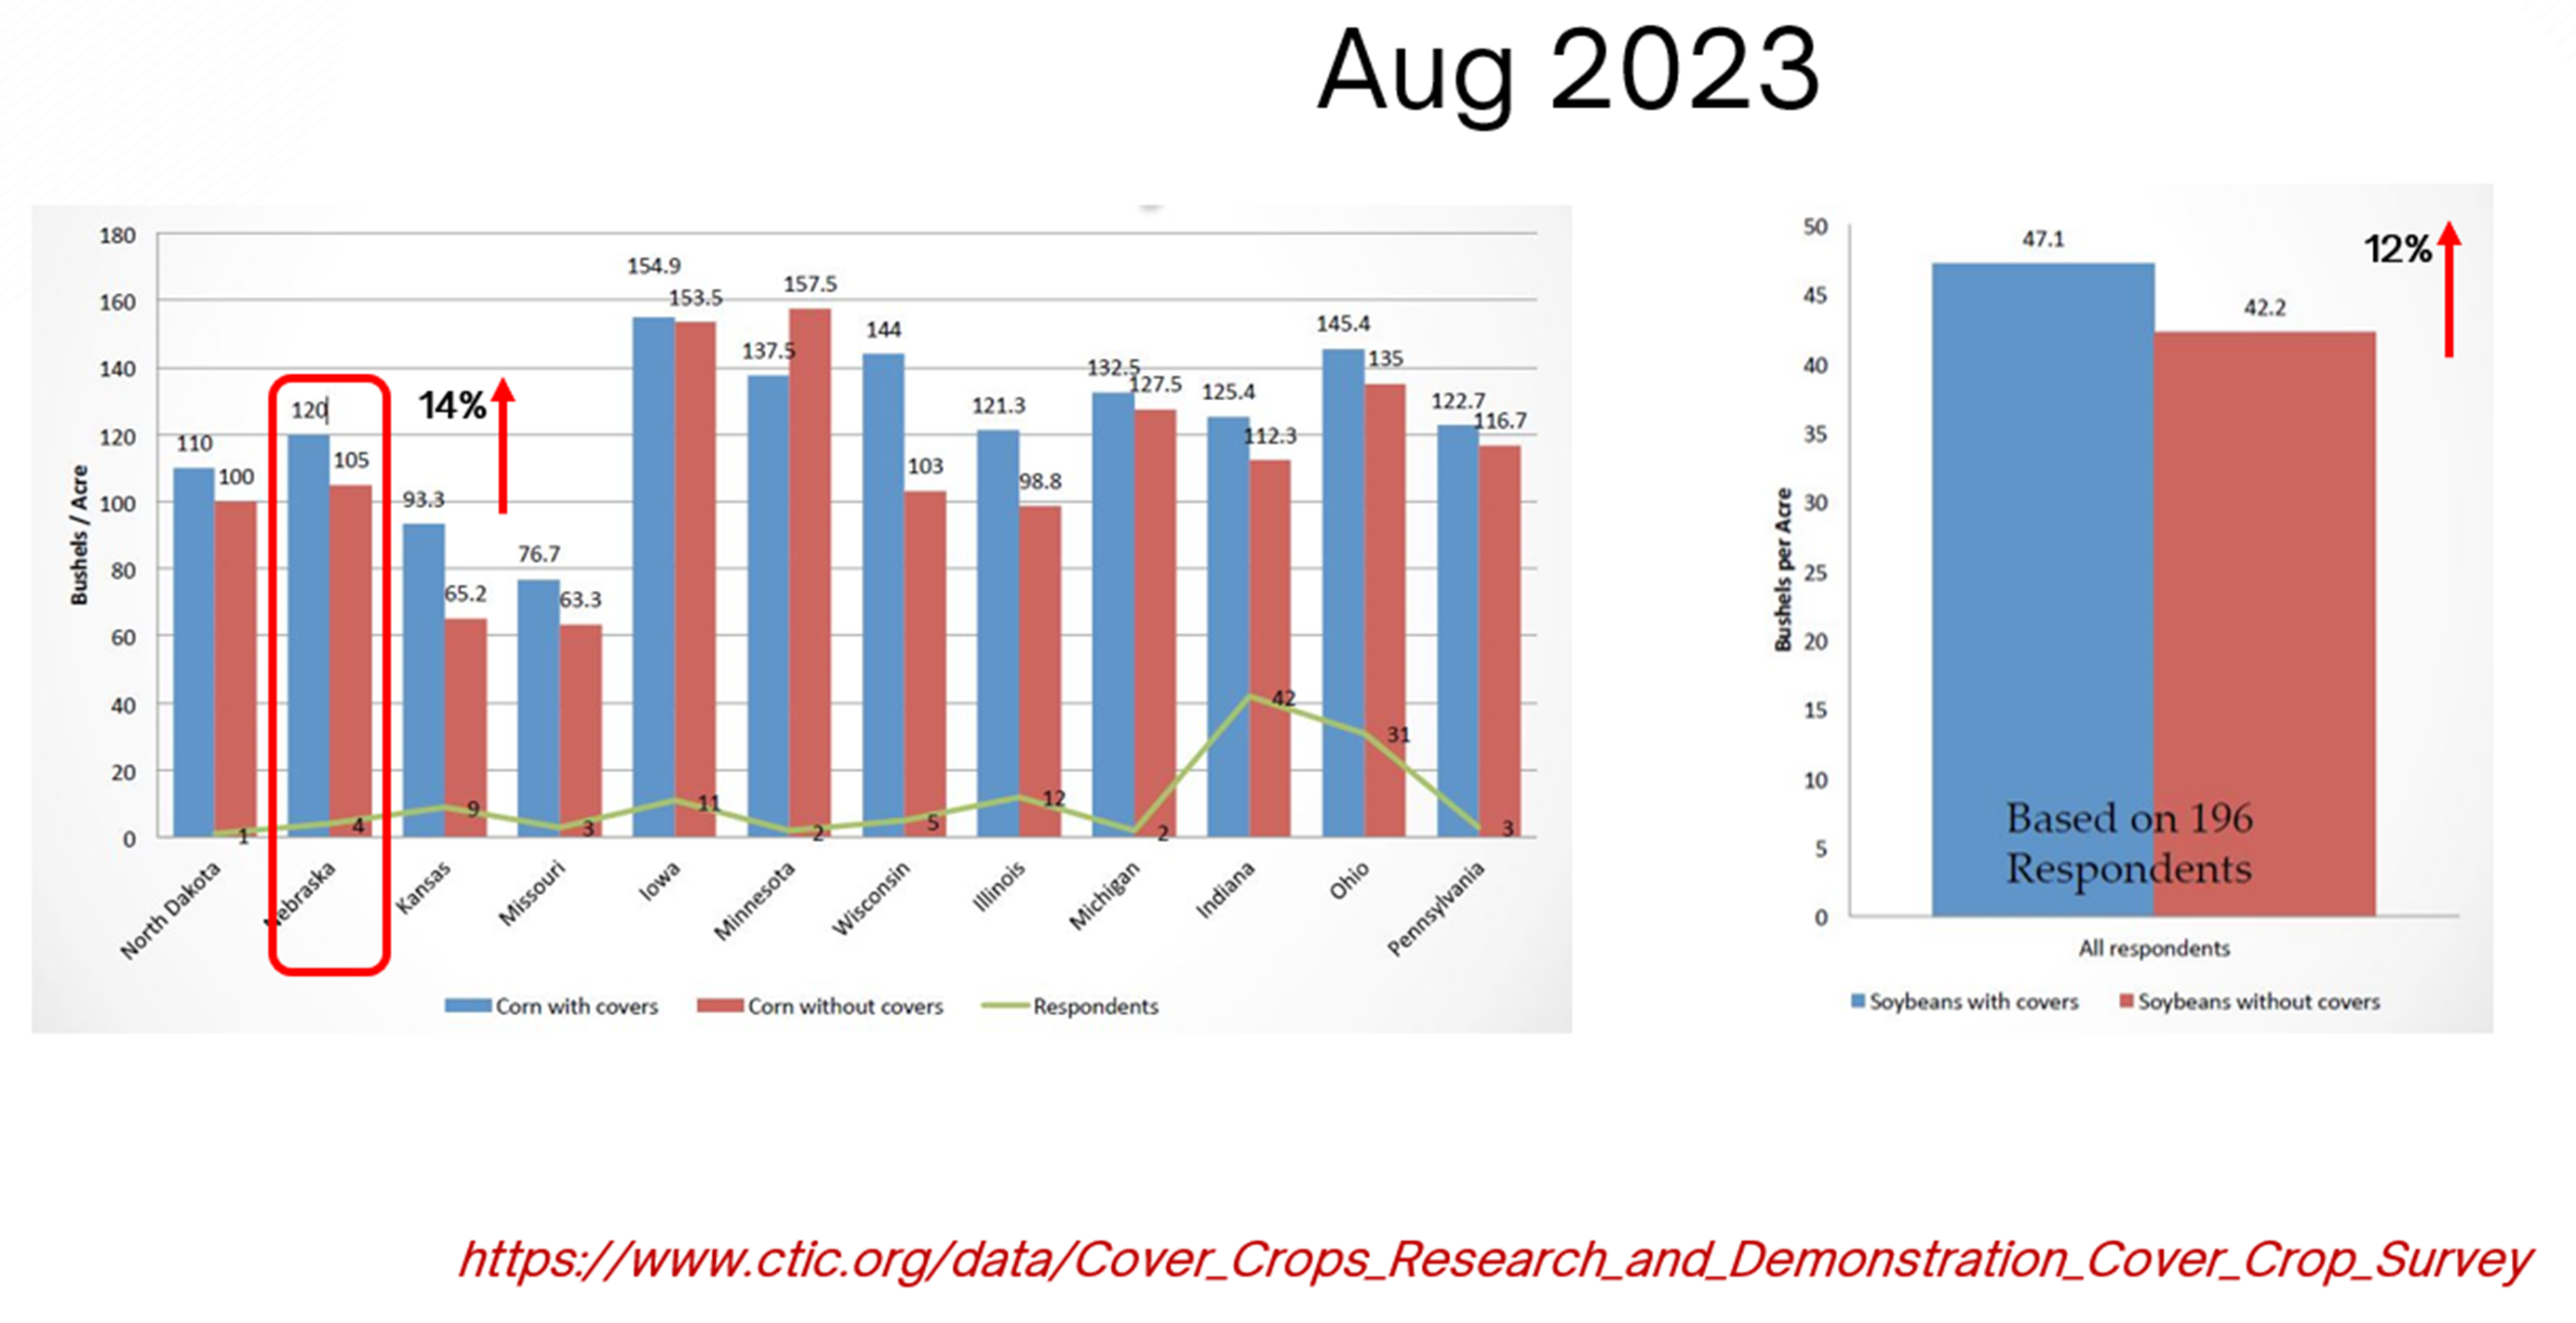 Aug 2023
180
160
140
120
100
80
60
40
20
0
Bushels / Acre
110
100
120
105
14%
93.3
65.2
76.7
63.3
154.9
153.5
137.5
157.5
144
103
121.3
98.8
132.5
127.5
125.4
112.3
145.4
135
122.7
116.7
1
4
9
3
11
2
5
12
2
42
31
3
North Dakota
Nebraska
Kansas
Missouri
Iowa
Minnesota
Wisconsin
Illinois
Michigan
Indiana
Ohio
Pennsylvania
Corn with covers
Corn without covers
Respondents
50
45
40
35
30
25
20
15
10
5
0
Bushels per Acre
47.1
42.2
12%
Based on 196
Respondents
All respondents
Soybeans with covers
Soybeans without covers
https://www.ctic.org/data/Cover_Crops_Research_and_Demonstration_Cover_Crop_Survey